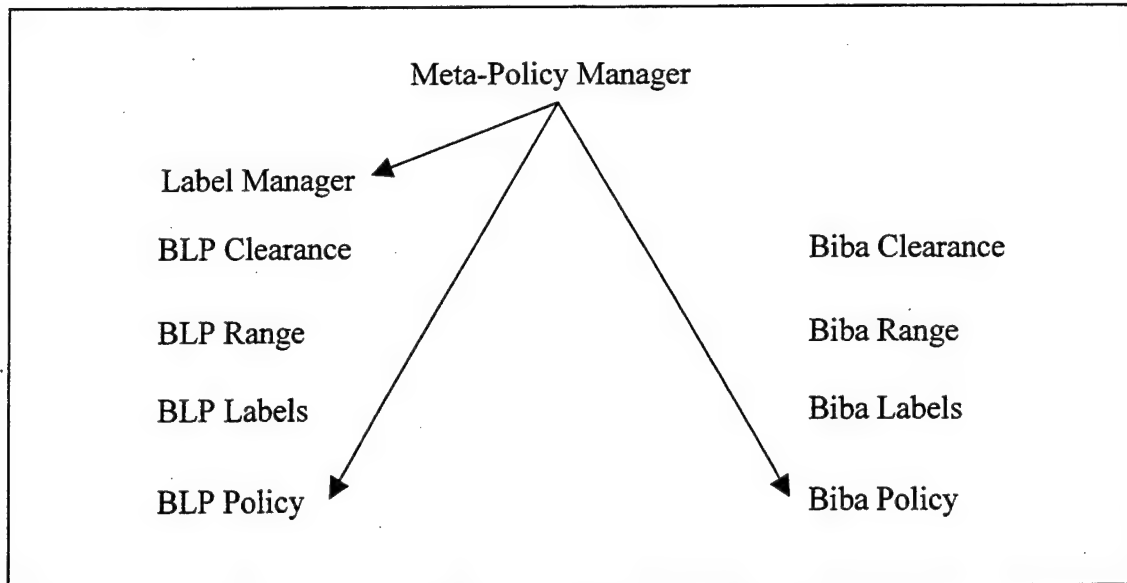 Meta-Policy Manager
Label Manager
BLP Clearance
Biba Clearance
BLP Range
Biba Range
BLP Labels
Biba Labels
BLP Policy
Biba Policy